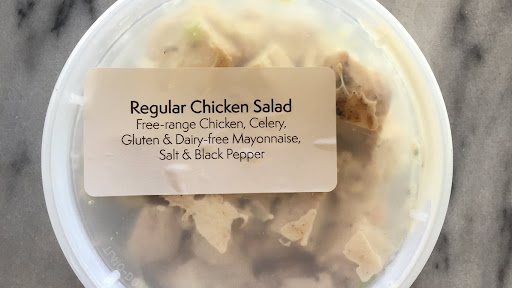 Regular Chicken Salad
Free-range Chicken, Celery,
Gluten & Dairy-free Mayonnaise,
Salt & Black Pepper